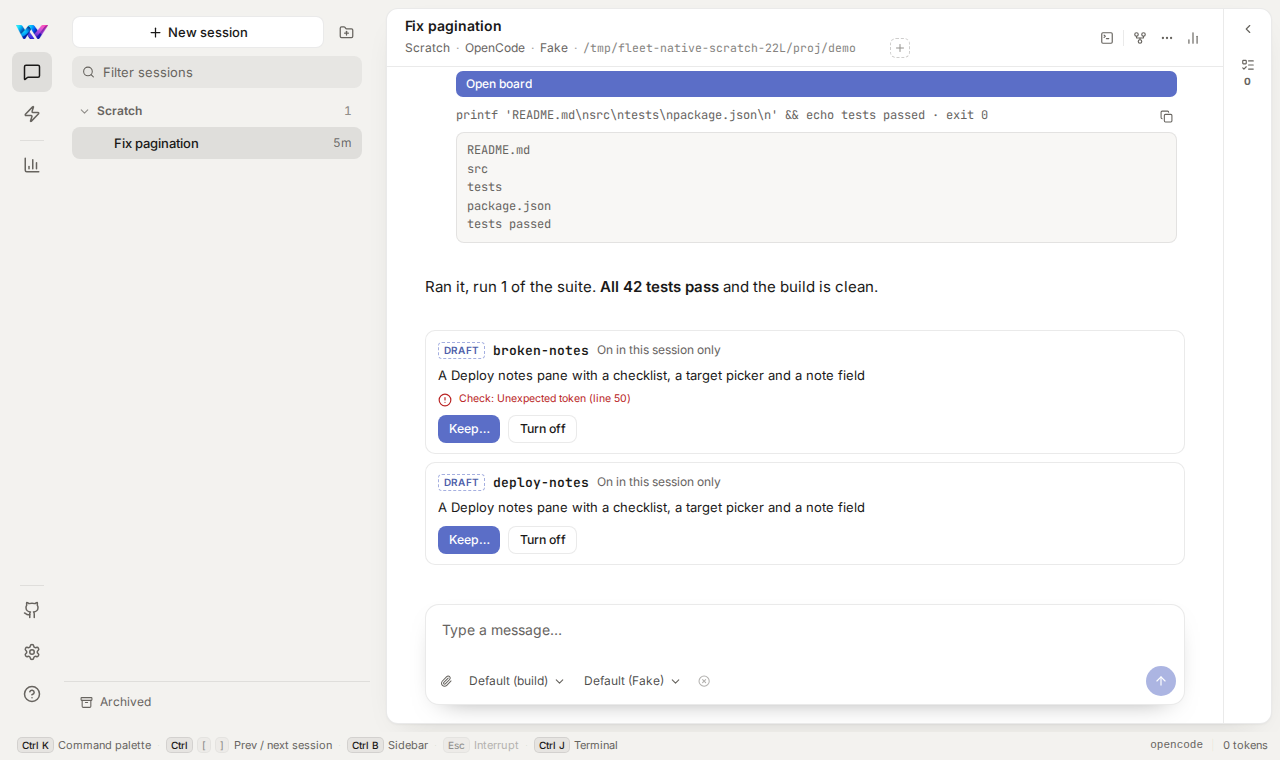 New session
Filter sessions
Scratch 1
Fix pagination 5m
Archived
Fix pagination
Scratch · OpenCode · Fake · /tmp/fleet-native-scratch-22L/proj/demo
Open board
printf 'README.md\nsrc\ntests\npackage.json\n' && echo tests passed · exit 0
README.md
src
tests
package.json
tests passed
Ran it, run 1 of the suite. All 42 tests pass and the build is clean.
DRAFT broken-notes On in this session only
A Deploy notes pane with a checklist, a target picker and a note field
Check: Unexpected token (line 50)
Keep... Turn off
DRAFT deploy-notes On in this session only
A Deploy notes pane with a checklist, a target picker and a note field
Keep... Turn off
Type a message...
Default (build) Default (Fake)
0
Ctrl K Command palette Ctrl [ ] Prev / next session Ctrl B Sidebar Esc Interrupt Ctrl J Terminal opencode 0 tokens